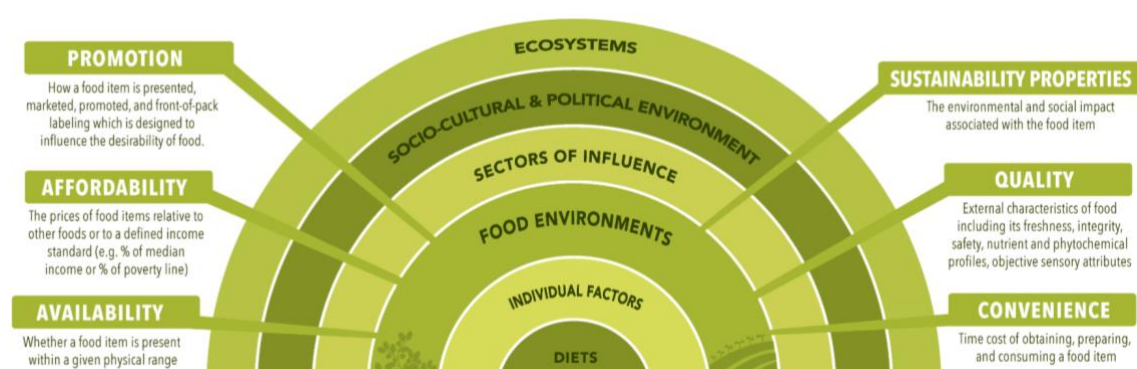 PROMOTION
How a food item is presented,
marketed, promoted, and front-of-pack
labeling which is designed to
influence the desirability of food.
AFFORDABILITY
The prices of food items relative to
other foods or to a defined income
standard (e.g. % of median
income or % of poverty line)
AVAILABILITY
Whether a food item is present
within a given physical range
ECOSYSTEMS
SOCIO-CULTURAL & POLITICAL ENVIRONMENT
SECTORS OF INFLUENCE
FOOD ENVIRONMENTS
INDIVIDUAL FACTORS
DIETS
SUSTAINABILITY PROPERTIES
The environmental and social impact
associated with the food item
QUALITY
External characteristics of food
including its freshness, integrity,
safety, nutrient and phytochemical
profiles, objective sensory attributes
CONVENIENCE
Time cost of obtaining, preparing,
and consuming a food item